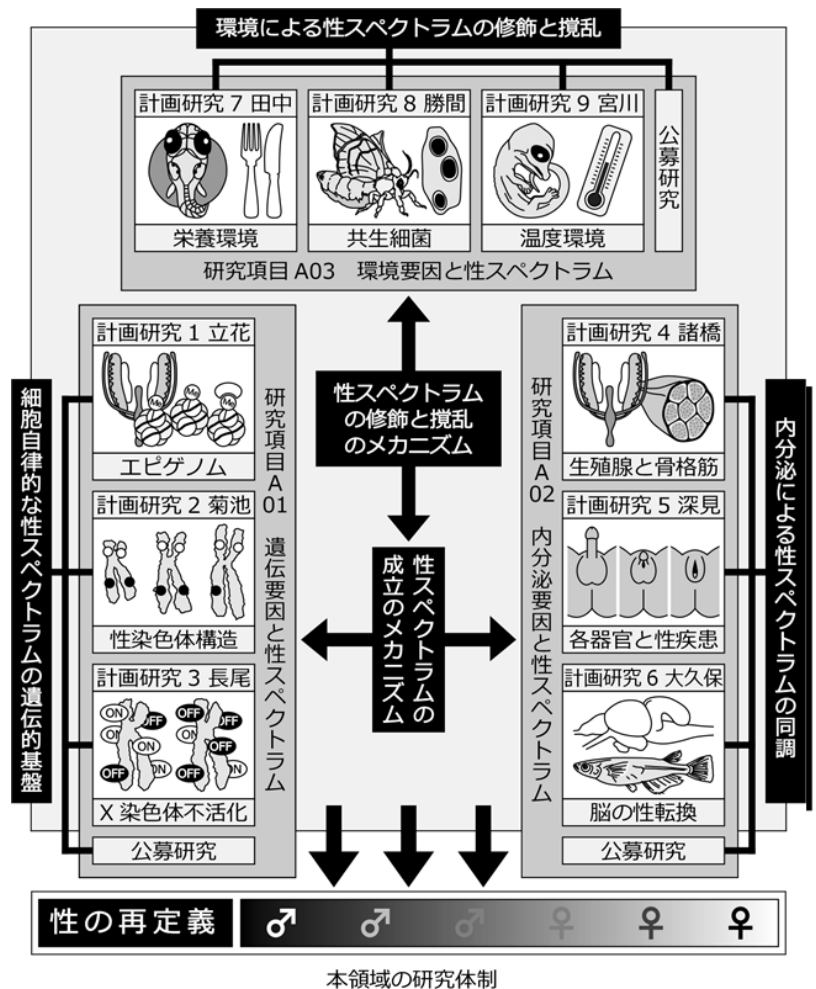 環境による性スペクトラムの修飾と撹乱
計画研究 7 田中
栄養環境
計画研究 8 勝間
共生細菌
計画研究 9 宮川
温度環境
公募研究
研究項目 A03　環境要因と性スペクトラム
細胞自律的な性スペクトラムの遺伝的基盤
計画研究 1 立花
Me
Me
Me
エピゲノム
計画研究 2 菊池
性染色体構造
計画研究 3 長尾
ON
OFF
OFF
ON
ON
OFF
OFF
OFF
ON
X 染色体不活化
公募研究
研究項目 A01　遺伝要因と性スペクトラム
性スペクトラム
の修飾と撹乱
のメカニズム
性スペクトラムの
成立のメカニズム
研究項目 A02　内分泌要因と性スペクトラム
計画研究 4 諸橋
生殖腺と骨格筋
計画研究 5 深見
各器官と性疾患
計画研究 6 大久保
脳の性転換
公募研究
内分泌による性スペクトラムの同調
性の再定義
♂ ♂ ♂ ♀ ♀ ♀
本領域の研究体制